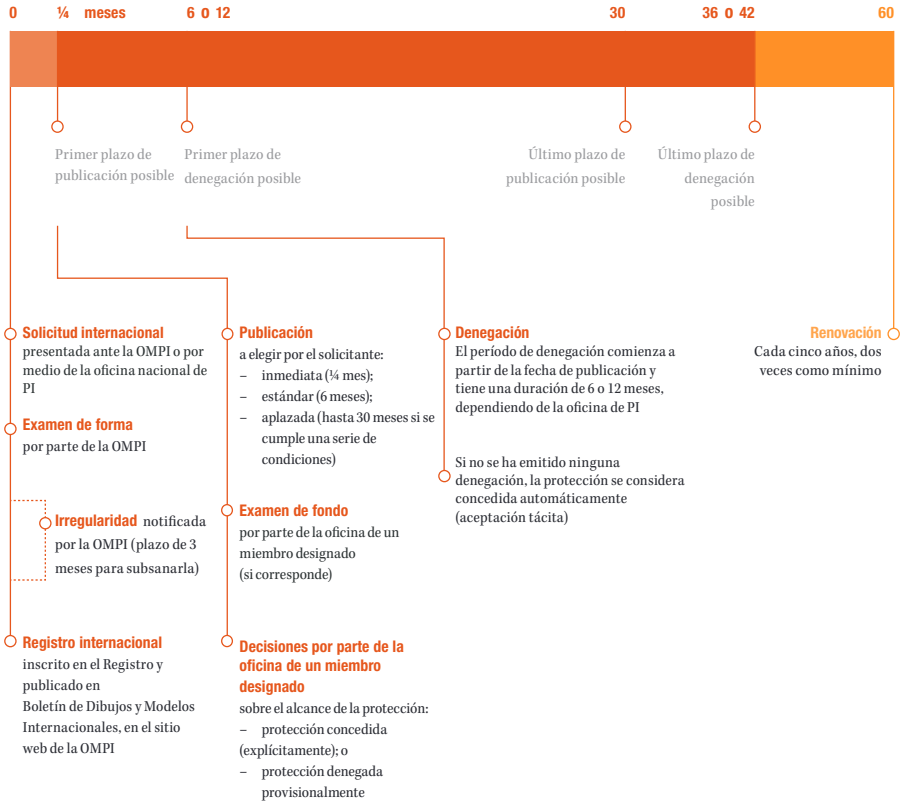 0 ¼ meses 6 o 12 30 36 o 42 60
Primer plazo de
publicación posible
Primer plazo de
denegación posible
Último plazo de
publicación posible
Último plazo de
denegación
posible
Solicitud internacional
presentada ante la OMPI o por
medio de la oficina nacional de
PI
Examen de forma
por parte de la OMPI
Irregularidad notificada
por la OMPI (plazo de 3
meses para subsanarla)
Registro internacional
inscrito en el Registro y
publicado en
Boletín de Dibujos y Modelos
Internacionales, en el sitio
web de la OMPI
Publicación
a elegir por el solicitante:
– inmediata (¼ mes);
– estándar (6 meses);
– aplazada (hasta 30 meses si se
cumple una serie de
condiciones)
Examen de fondo
por parte de la oficina de un
miembro designado
(si corresponde)
Decisiones por parte de la
oficina de un miembro
designado
sobre el alcance de la protección:
– protección concedida
(explícitamente); o
– protección denegada
provisionalmente
Denegación
El período de denegación comienza a
partir de la fecha de publicación y
tiene una duración de 6 o 12 meses,
dependiendo de la oficina de PI
Si no se ha emitido ninguna
denegación, la protección se considera
concedida automáticamente
(aceptación tácita)
Renovación
Cada cinco años, dos
veces como mínimo